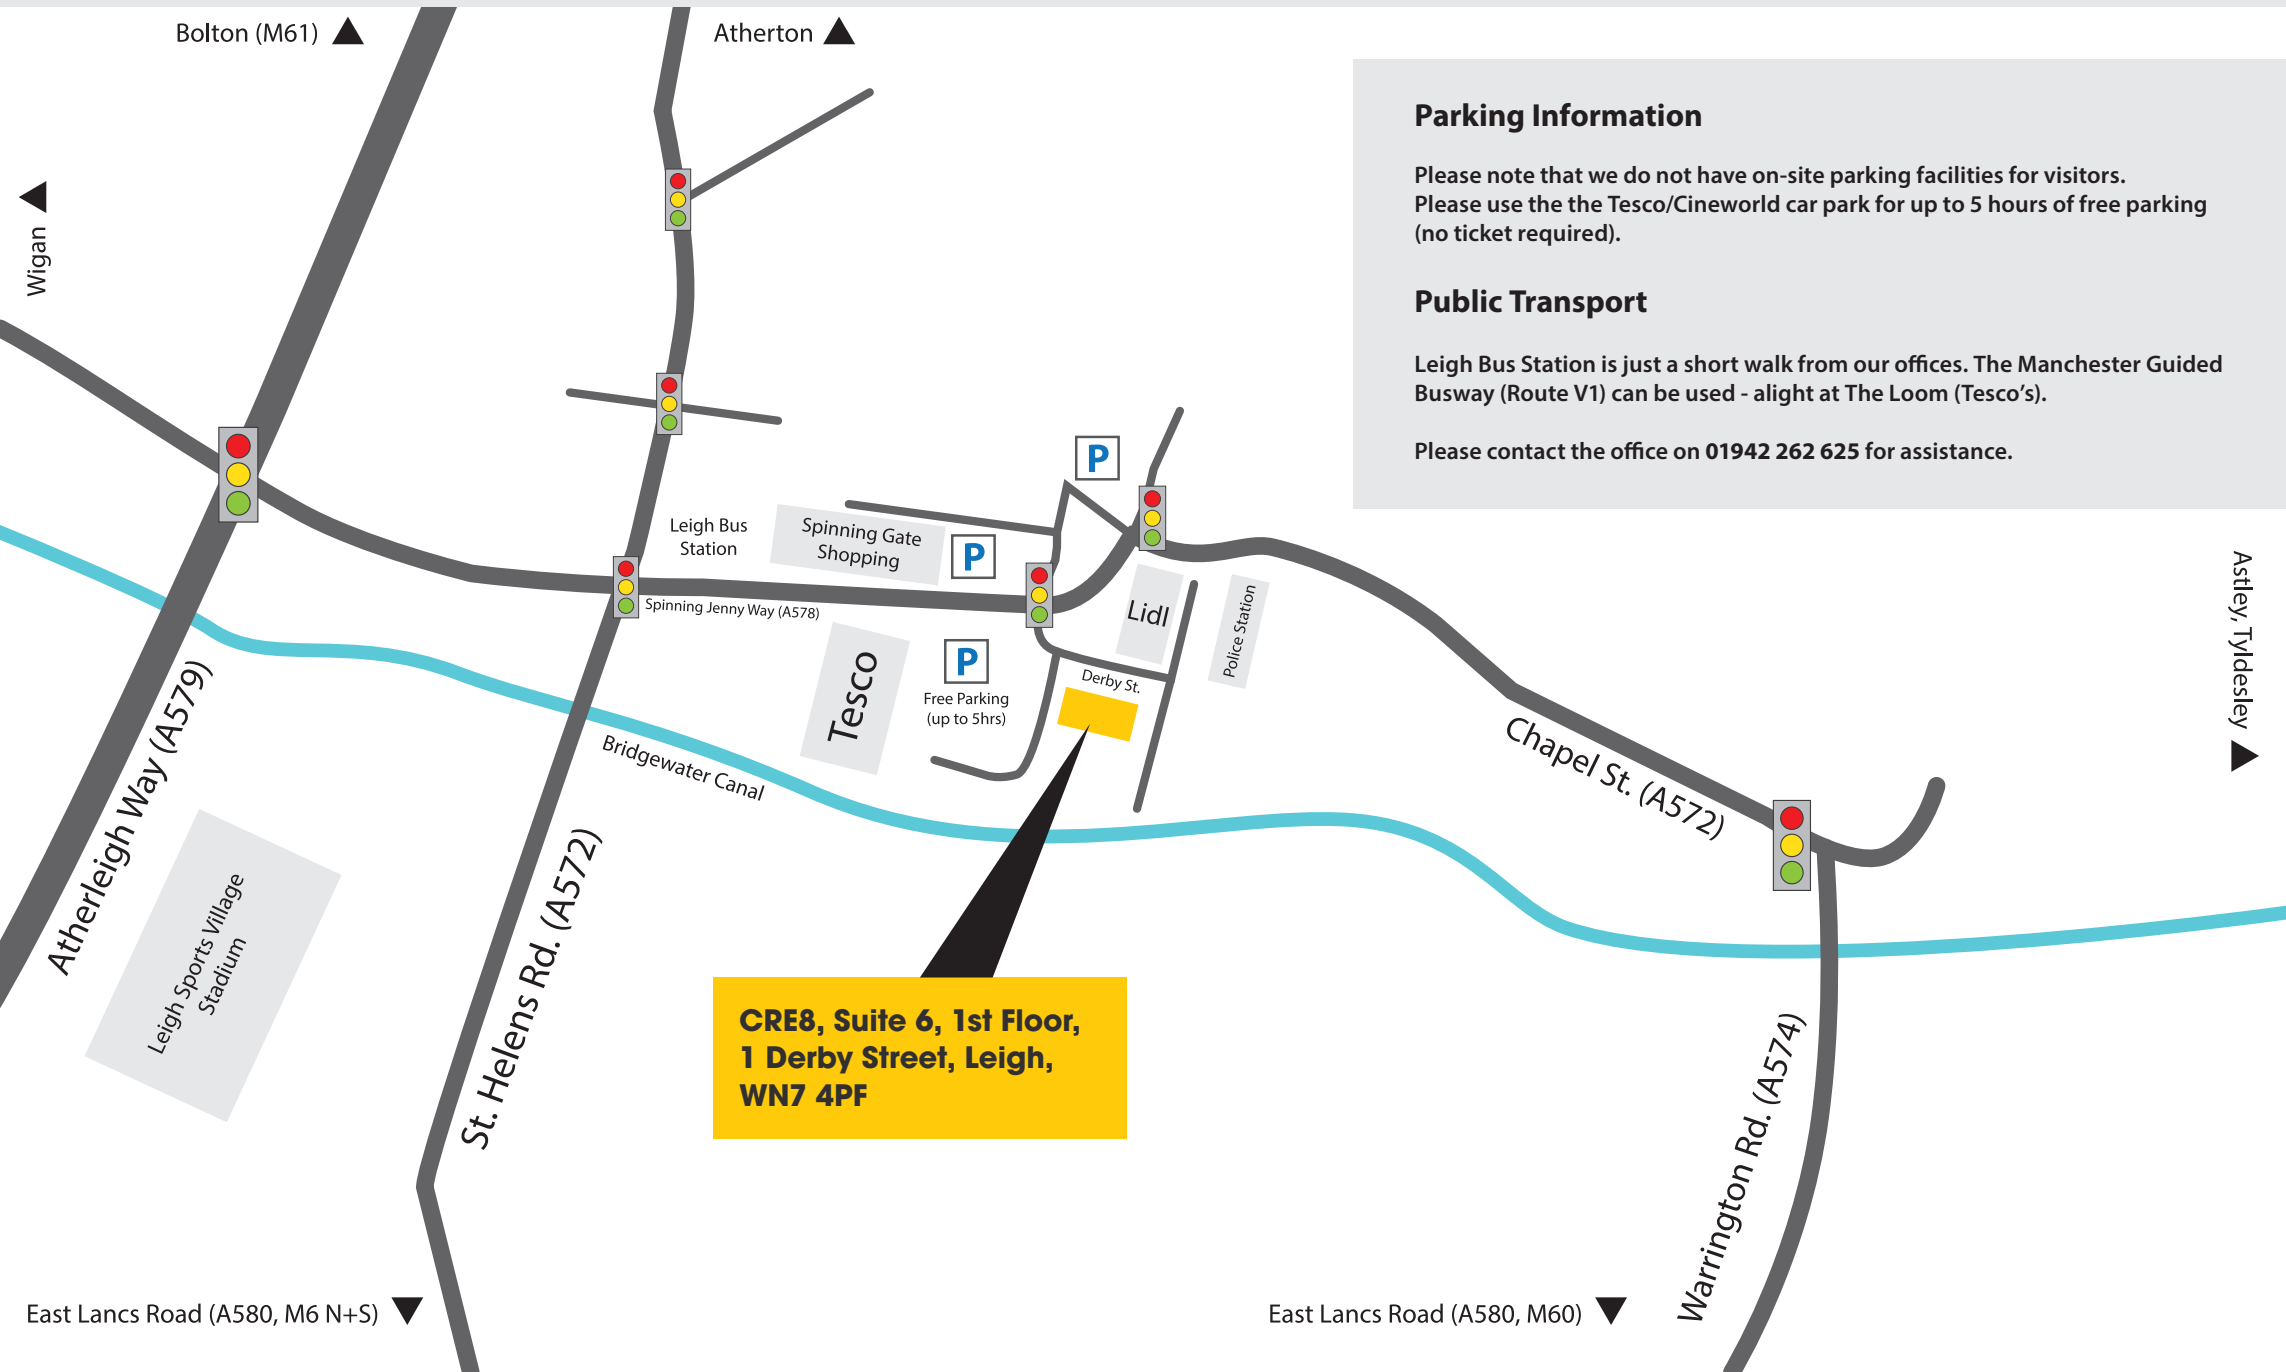 Bolton (M61)
Atherton
Wigan
Parking Information
Please note that we do not have on-site parking facilities for visitors.
Please use the the Tesco/Cineworld car park for up to 5 hours of free parking
(no ticket required).
Public Transport
Leigh Bus Station is just a short walk from our offices. The Manchester Guided
Busway (Route V1) can be used - alight at The Loom (Tesco's).
Please contact the office on 01942 262 625 for assistance.
P
Leigh Bus
Station
Spinning Gate
Shopping
P
Spinning Jenny Way (A578)
Lidl
Police Station
Astley, Tyldesley
Tesco
P
Free Parking
(up to 5hrs)
Derby St.
Atherleigh Way (A579)
Bridgewater Canal
Chapel St. (A572)
Leigh Sports Village
Stadium
St. Helens Rd. (A572)
CRE8, Suite 6, 1st Floor,
1 Derby Street, Leigh,
WN7 4PF
Warrington Rd. (A574)
East Lancs Road (A580, M6 N+S)
East Lancs Road (A580, M60)